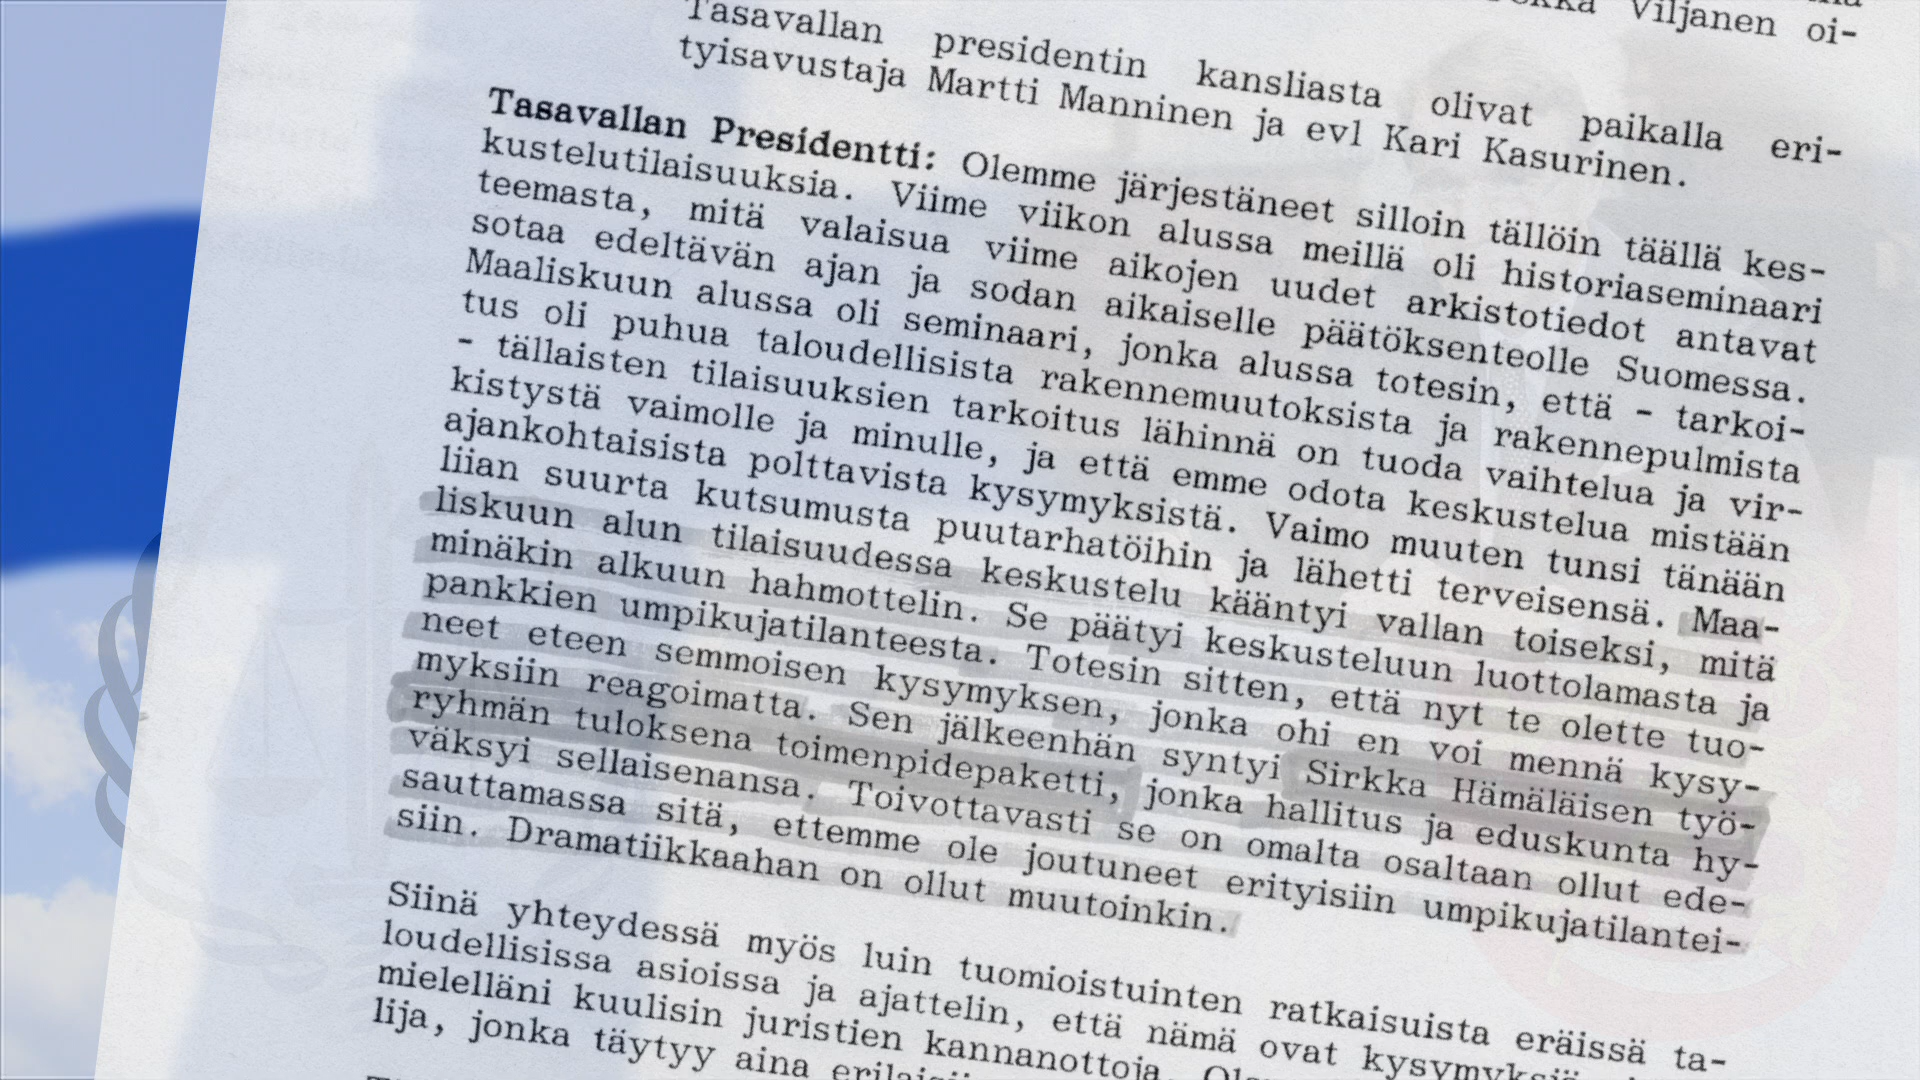 Viljanen oi-
Tasavallan presidentin kansliasta olivat paikalla eri-
tyisavustaja Martti Manninen ja evl Kari Kasurinen.
Tasavallan Presidentti: Olemme järjestäneet silloin tällöin täällä kes-
kustelutilaisuuksia. Viime viikon alussa meillä oli historiaseminaari
teemasta, mitä valaisua viime aikojen uudet arkistotiedot antavat
sotaa edeltävän ajan ja sodan aikaiselle päätöksenteolle Suomessa.
Maaliskuun alussa oli seminaari, jonka alussa totesin, että - tarkoi-
tus oli puhua taloudellisista rakennemuutoksista ja rakennepulmista
- tällaisten tilaisuuksien tarkoitus lähinnä on tuoda vaihtelua ja vir-
kistystä vaimolle ja minulle, ja että emme odota keskustelua mistään
ajankohtaisista polttavista kysymyksistä. Vaimo muuten tunsi tänään
liian suurta kutsumusta puutarhatöihin ja lähetti terveisensä. Maa-
liskuun alun tilaisuudessa keskustelu kääntyi vallan toiseksi, mitä
minäkin alkuun hahmottelin. Se päätyi keskusteluun luottolamasta ja
pankkien umpikujatilanteesta. Totesin sitten, että nyt te olette tuo-
neet eteen semmoisen kysymyksen, jonka ohi en voi mennä kysy-
myksiin reagoimatta. Sen jälkeenhän syntyi Sirkka Hämäläisen työ-
ryhmän tuloksena toimenpidepaketti, jonka hallitus ja eduskunta hy-
väksyi sellaisenansa. Toivottavasti se on omalta osaltaan ollut ede-
sauttamassa sitä, ettemme ole joutuneet erityisiin umpikujatilantei-
siin. Dramatiikkaahan on ollut muutoinkin.
Siinä yhteydessä myös luin tuomioistuinten ratkaisuista eräissä ta-
loudellisissa asioissa ja ajattelin, että nämä ovat kysymyksiä
mielelläni kuulisin juristien kannanottoja.
lija, jonka täytyy aina